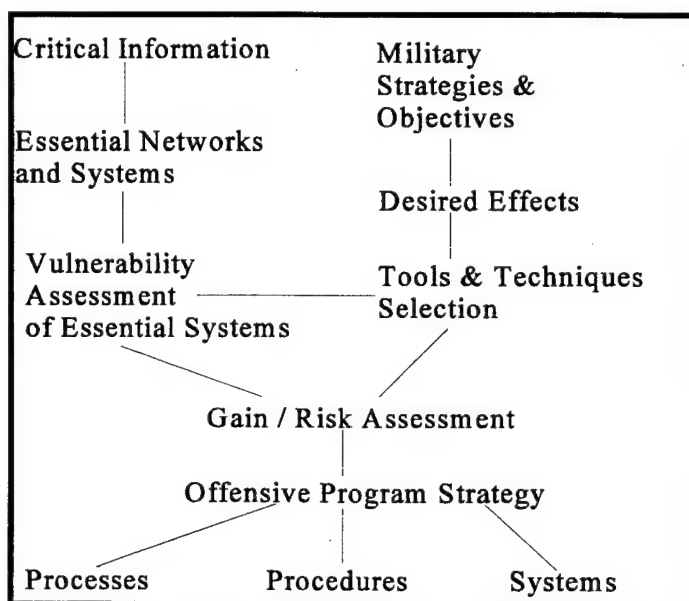 Critical Information
Military
Strategies &
Objectives
Essential Networks
and Systems
Desired Effects
Vulnerability
Assessment
of Essential Systems
Tools & Techniques
Selection
Gain / Risk Assessment
Offensive Program Strategy
Processes
Procedures
Systems